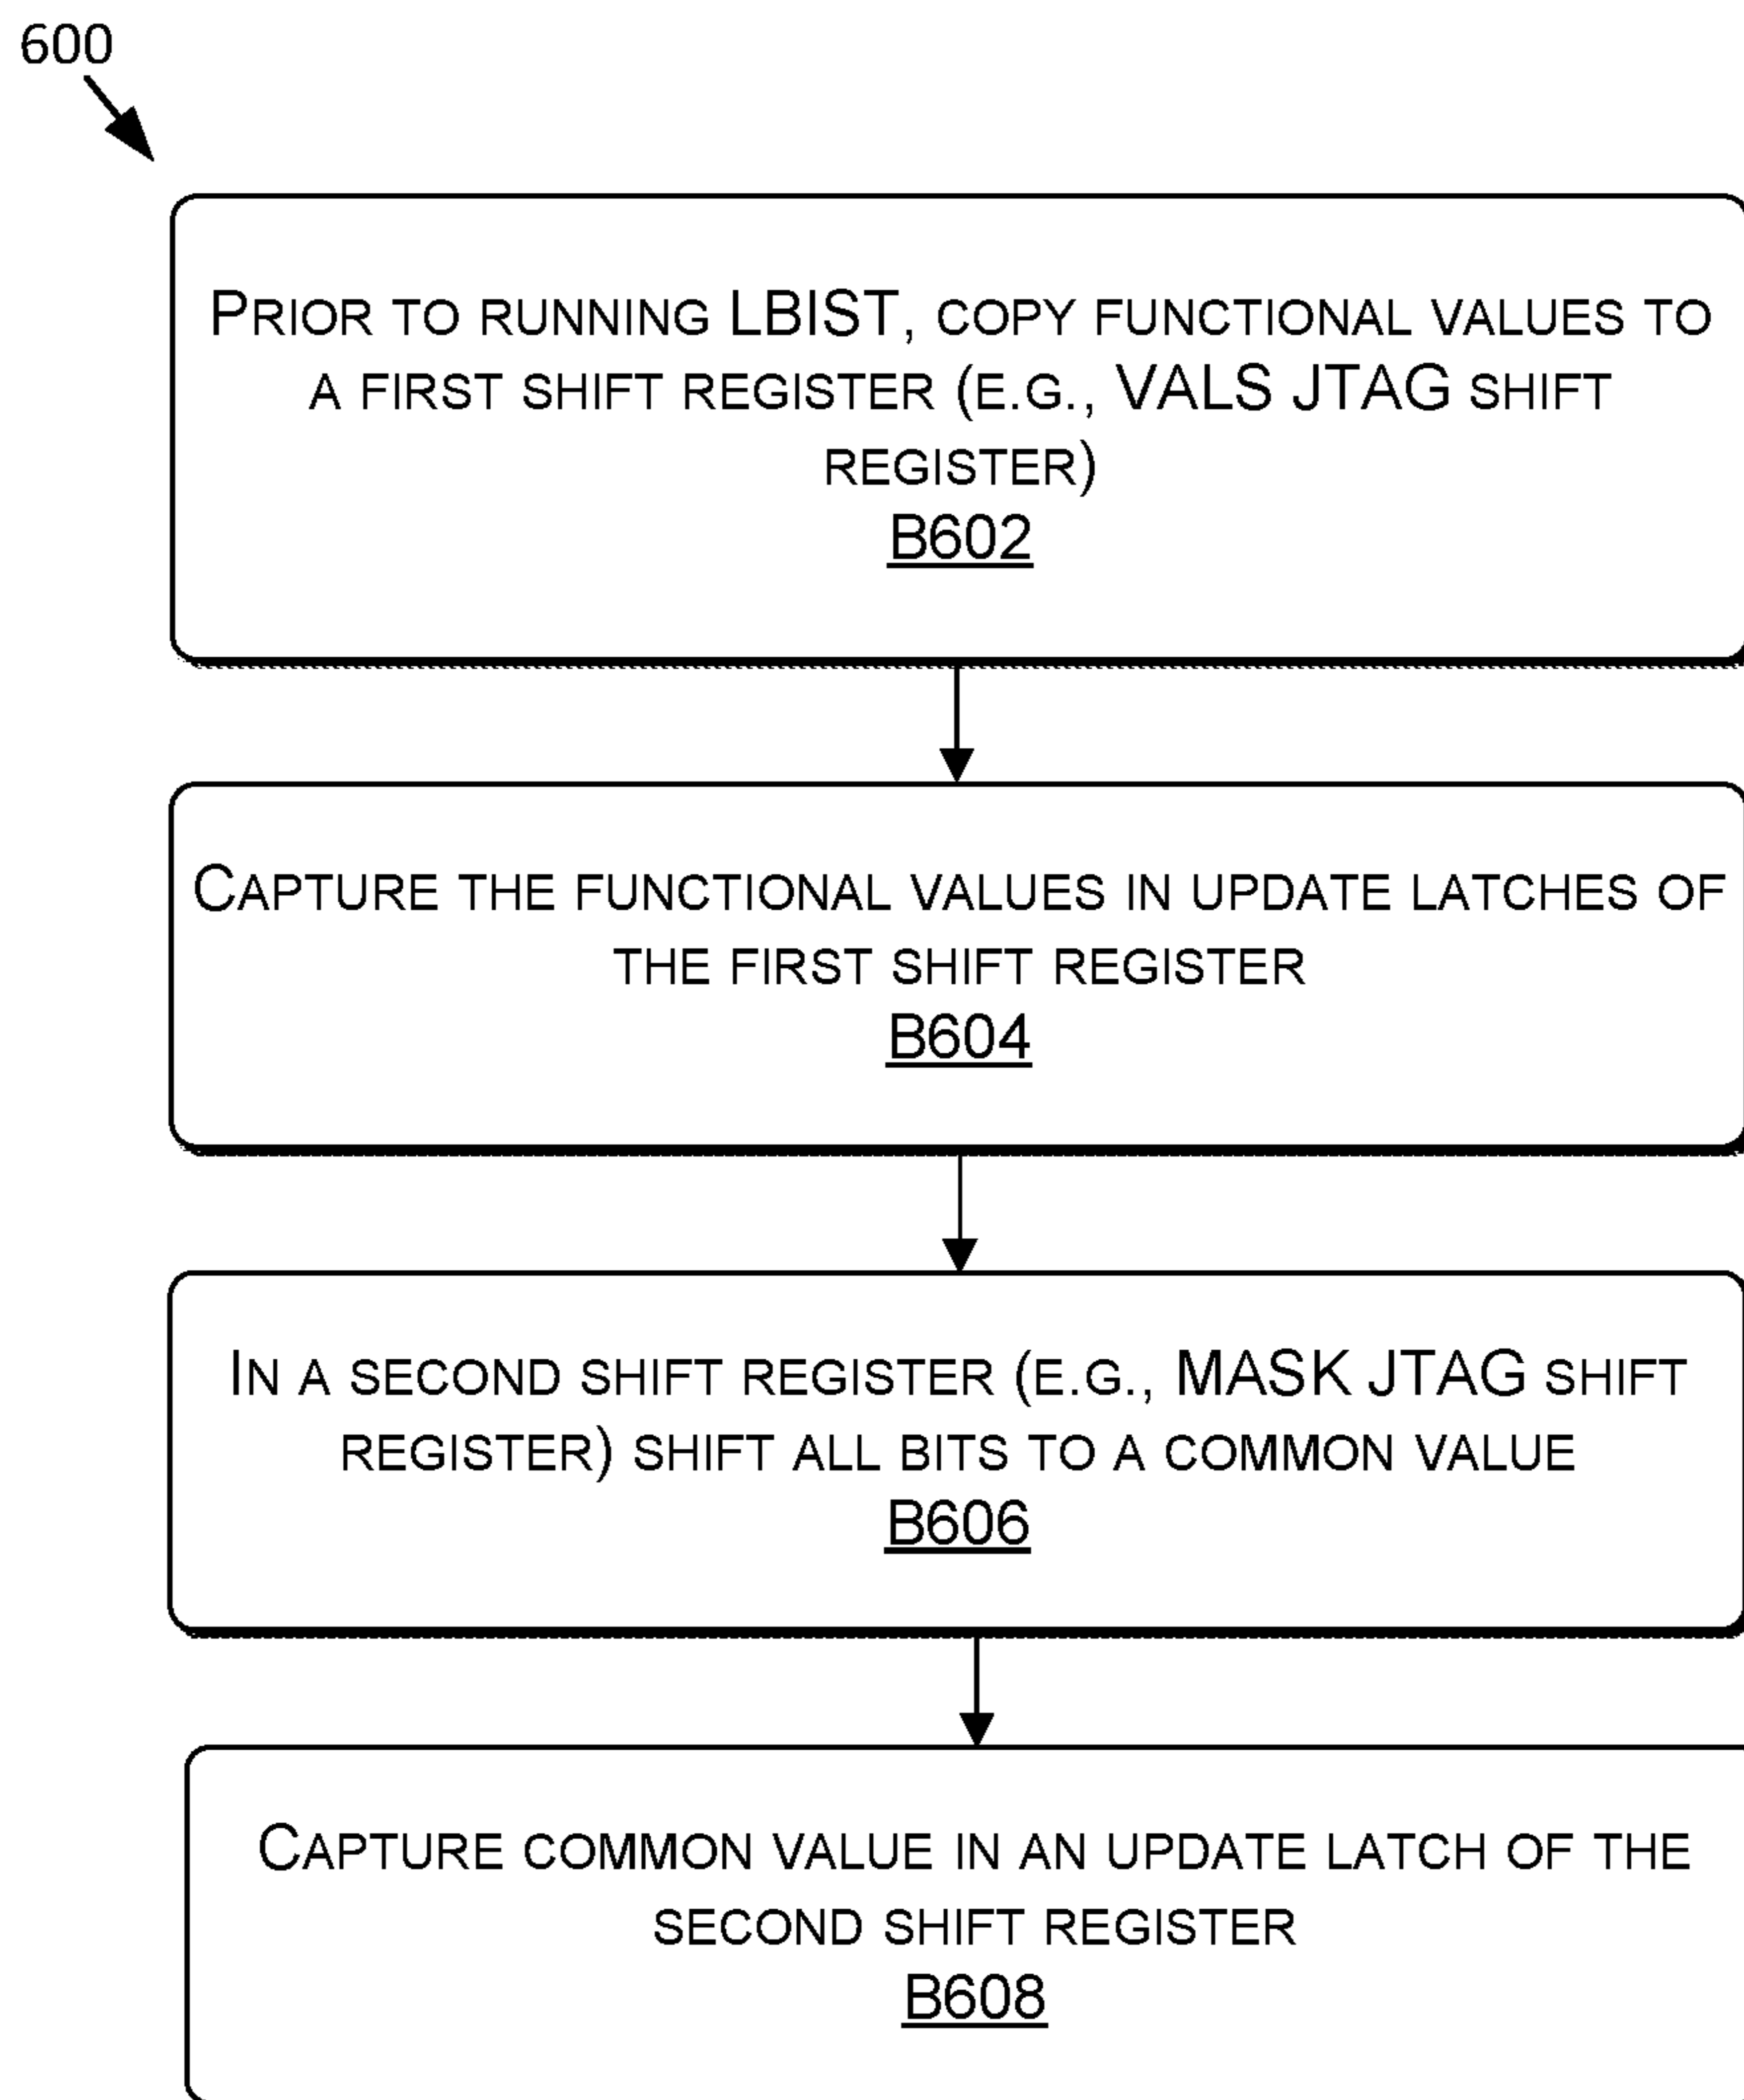 600
PRIOR TO RUNNING LBIST, COPY FUNCTIONAL VALUES TO
A FIRST SHIFT REGISTER (E.G., VALS JTAG SHIFT
REGISTER)
B602
CAPTURE THE FUNCTIONAL VALUES IN UPDATE LATCHES OF
THE FIRST SHIFT REGISTER
B604
IN A SECOND SHIFT REGISTER (E.G., MASK JTAG SHIFT
REGISTER) SHIFT ALL BITS TO A COMMON VALUE
B606
CAPTURE COMMON VALUE IN AN UPDATE LATCH OF THE
SECOND SHIFT REGISTER
B608